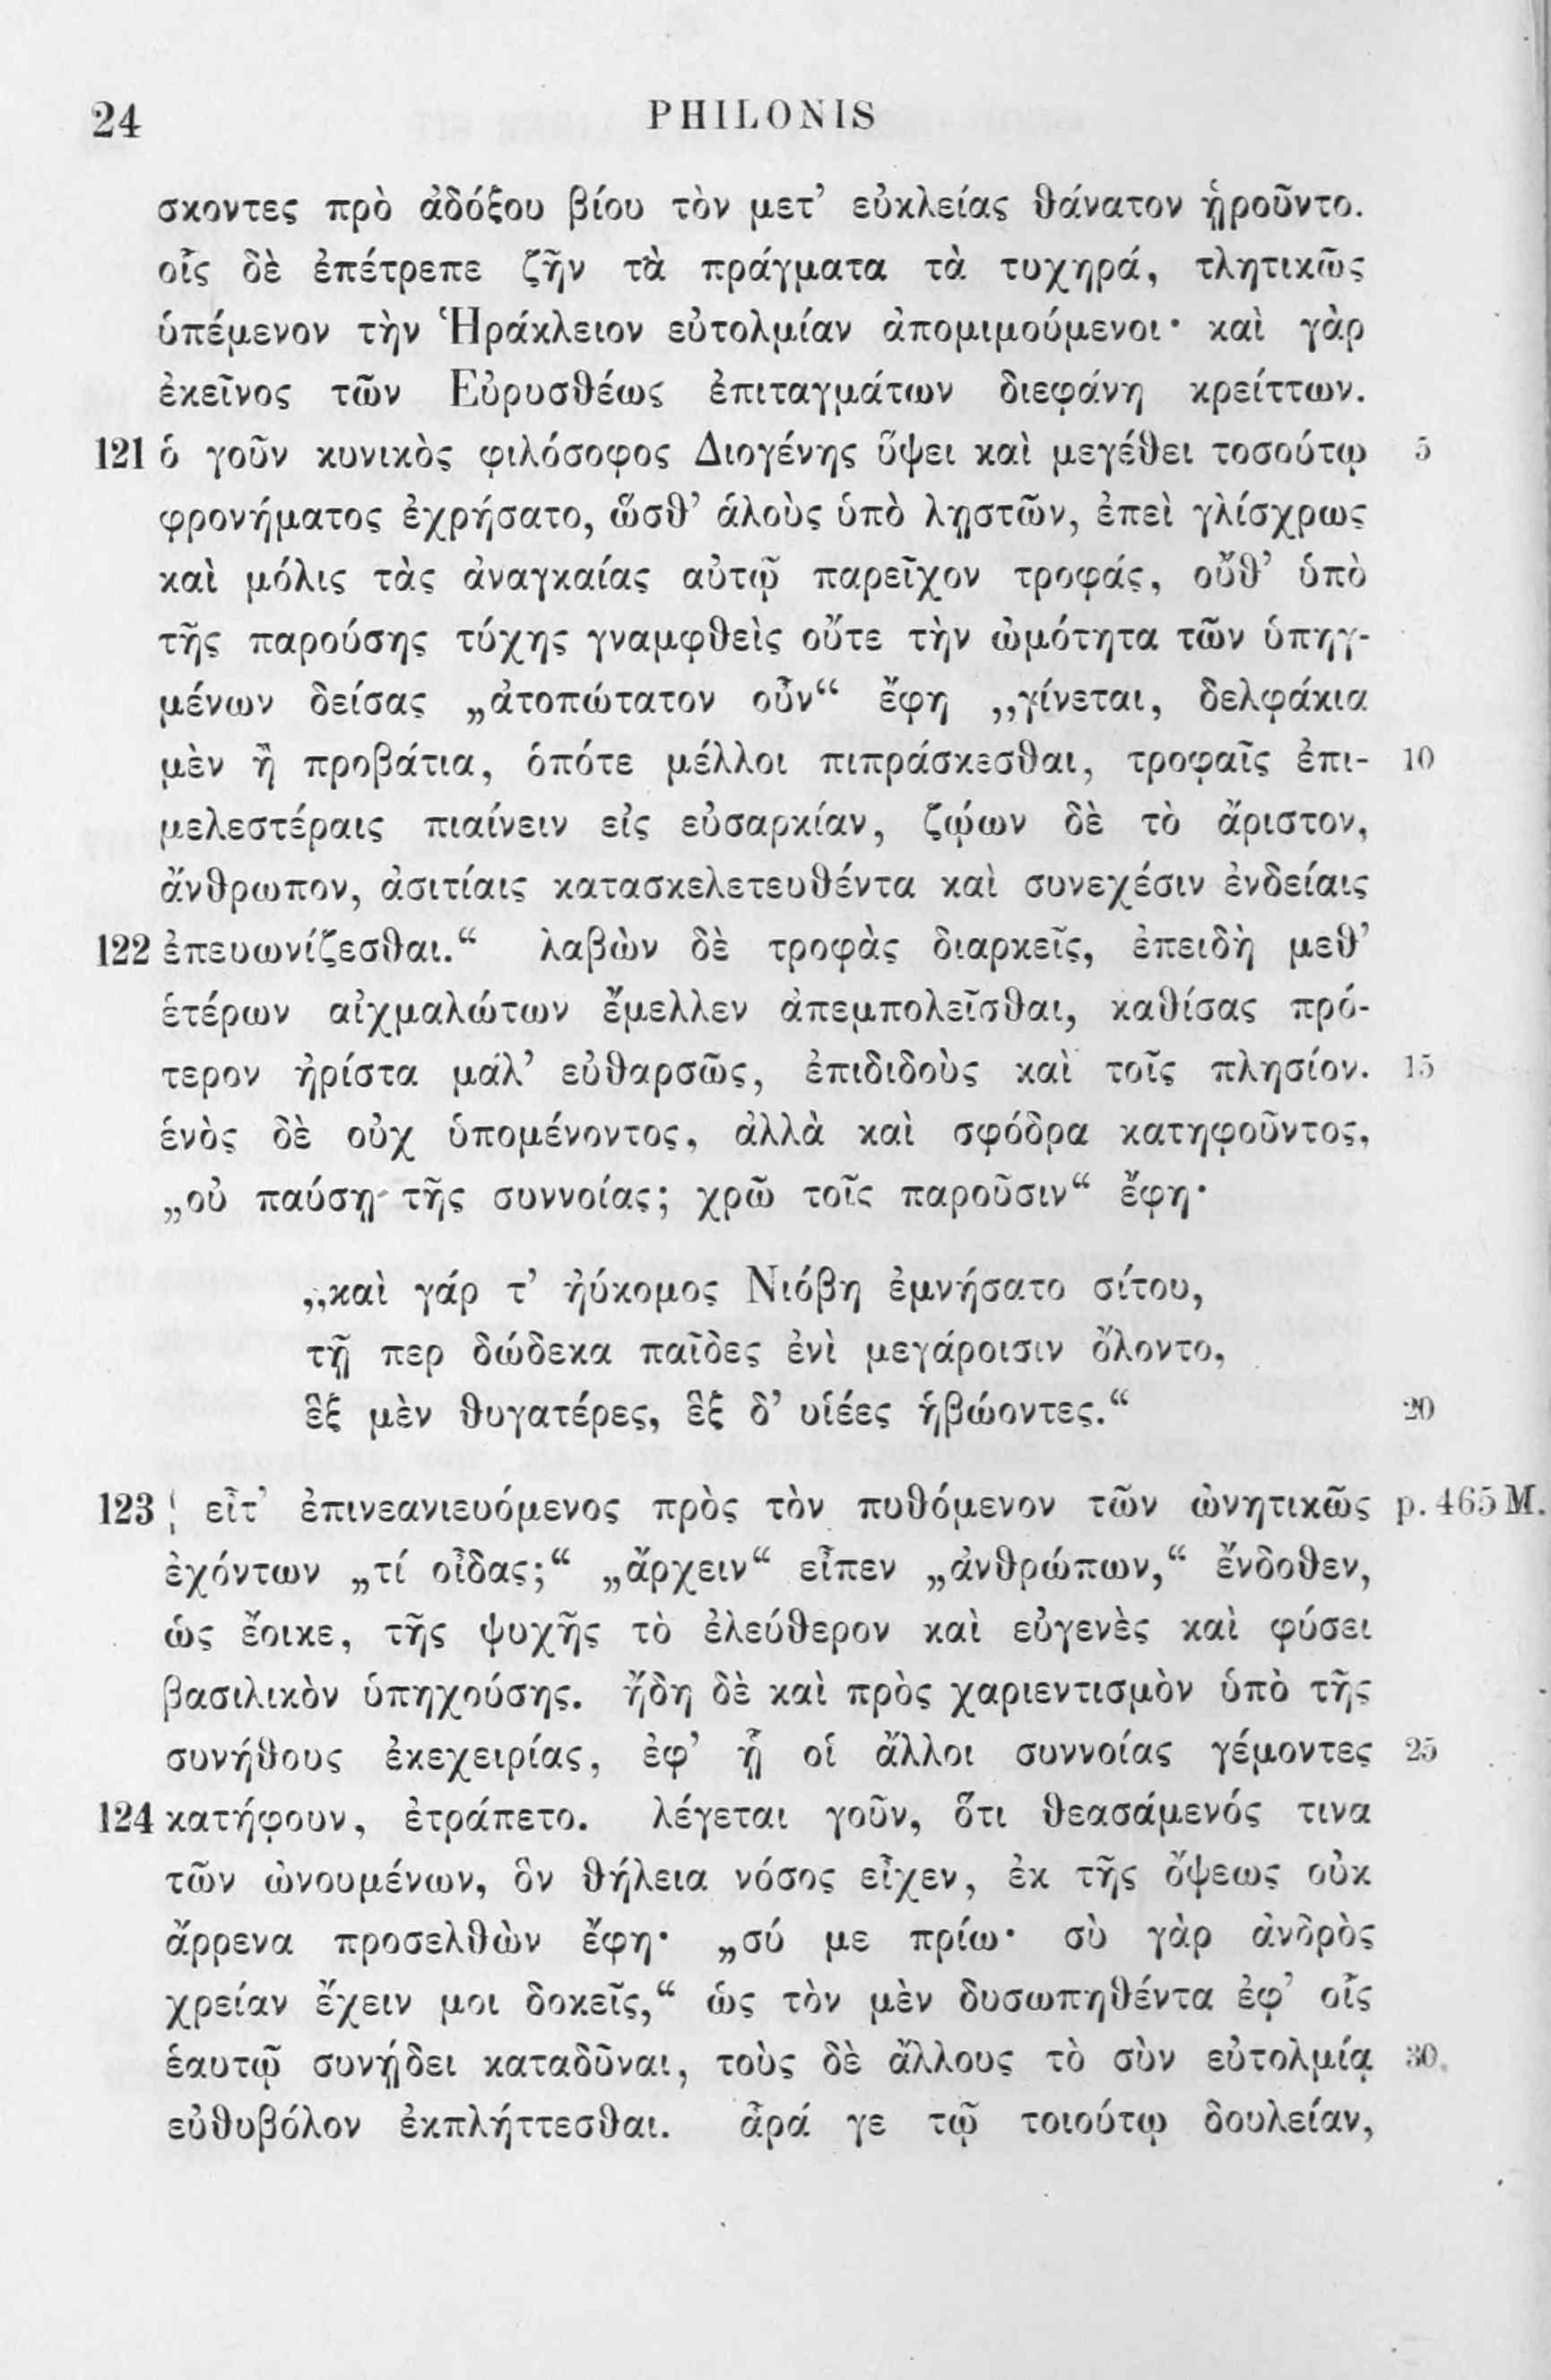 24 PHILONIS
σκοντες πρὸ ἀδόξου βίου τὸν μετ’ εὐκλείας θάνατον ᾑροῦντο.
οἷς δὲ ἐπέτρεπε ζῆν τὰ πράγματα τὰ τυχηρά, τλητικῶς
ὑπέμενον τὴν Ἡράκλειον εὐτολμίαν ἀπομιμούμενοι· καὶ γὰρ
ἐκεῖνος τῶν Εὐρυσθέως ἐπιταγμάτων διεφάνη κρείττων.
121 ὁ γοῦν κυνικὸς φιλόσοφος Διογένης ὕψει καὶ μεγέθει τοσούτῳ 5
φρονήματος ἐχρήσατο, ὥσθ’ ἁλοὺς ὑπὸ λῃστῶν, ἐπεὶ γλίσχρως
καὶ μόλις τὰς ἀναγκαίας αὐτῷ παρεῖχον τροφάς, οὔθ’ ὑπὸ
τῆς παρούσης τύχης γναμφθεὶς οὔτε τὴν ὠμότητα τῶν ὑπηγ-
μένων δείσας „ἀτοπώτατον οὖν“ ἔφη „γίνεται, δελφάκια
μὲν ἢ προβάτια, ὁπότε μέλλοι πιπράσκεσθαι, τροφαῖς ἐπι- 10
μελεστέραις πιαίνειν εἰς εὐσαρκίαν, ζῴων δὲ τὸ ἄριστον,
ἄνθρωπον, ἀσιτίαις κατασκελετευθέντα καὶ συνεχέσιν ἐνδείαις
122 ἐπευωνίζεσθαι.“ λαβὼν δὲ τροφὰς διαρκεῖς, ἐπειδὴ μεθ’
ἑτέρων αἰχμαλώτων ἔμελλεν ἀπεμπολεῖσθαι, καθίσας πρό-
τερον ἠρίστα μάλ’ εὐθαρσῶς, ἐπιδιδοὺς καὶ τοῖς πλησίον. 15
ἑνὸς δὲ οὐχ ὑπομένοντος, ἀλλὰ καὶ σφόδρα κατηφοῦντος,
„οὐ παύσῃ τῆς συννοίας; χρῶ τοῖς παροῦσιν“ ἔφη·
„καὶ γάρ τ’ ἠύκομος Νιόβη ἐμνήσατο σίτου,
τῇ περ δώδεκα παῖδες ἐνὶ μεγάροισιν ὄλοντο,
ἓξ μὲν θυγατέρες, ἓξ δ’ υἱέες ἡβώοντες.“ 20
123 ¦ εἶτ’ ἐπινεανιευόμενος πρὸς τὸν πυθόμενον τῶν ὠνητικῶς p. 465 M.
ἐχόντων „τί οἶδας;“ „ἄρχειν“ εἶπεν „ἀνθρώπων,“ ἔνδοθεν,
ὡς ἔοικε, τῆς ψυχῆς τὸ ἐλεύθερον καὶ εὐγενὲς καὶ φύσει
βασιλικὸν ὑπηχούσης. ἤδη δὲ καὶ πρὸς χαριεντισμὸν ὑπὸ τῆς
συνήθους ἐκεχειρίας, ἐφ’ ᾗ οἱ ἄλλοι συννοίας γέμοντες 25
124 κατήφουν, ἐτράπετο. λέγεται γοῦν, ὅτι θεασάμενός τινα
τῶν ὠνουμένων, ὃν θήλεια νόσος εἶχεν, ἐκ τῆς ὄψεως οὐκ
ἄρρενα προσελθὼν ἔφη· „σύ με πρίω· σὺ γὰρ ἀνδρὸς
χρείαν ἔχειν μοι δοκεῖς,“ ὡς τὸν μὲν δυσωπηθέντα ἐφ’ οἷς
ἑαυτῷ συνῄδει καταδῦναι, τοὺς δὲ ἄλλους τὸ σὺν εὐτολμίᾳ 30
εὐθυβόλον ἐκπλήττεσθαι. ἆρά γε τῷ τοιούτῳ δουλείαν,